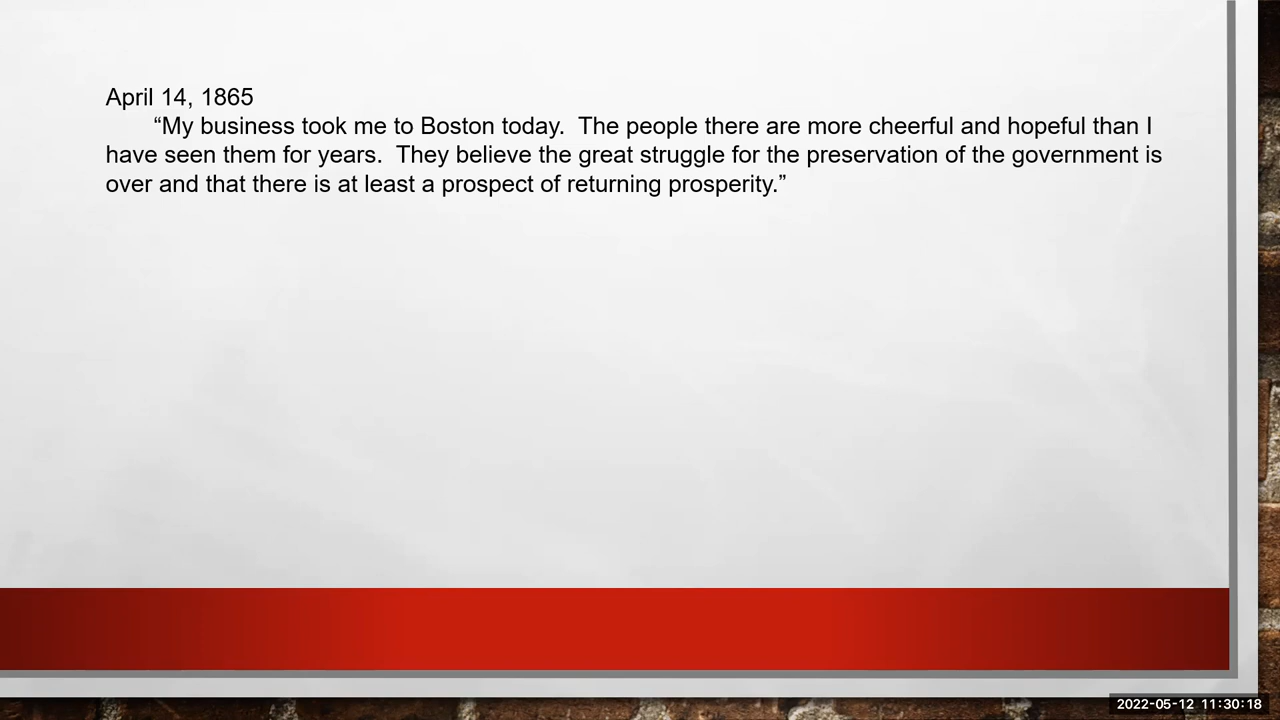 April 14, 1865
“My business took me to Boston today.  The people there are more cheerful and hopeful than I
have seen them for years.  They believe the great struggle for the preservation of the government is
over and that there is at least a prospect of returning prosperity.”
2022-05-12 11:30:18